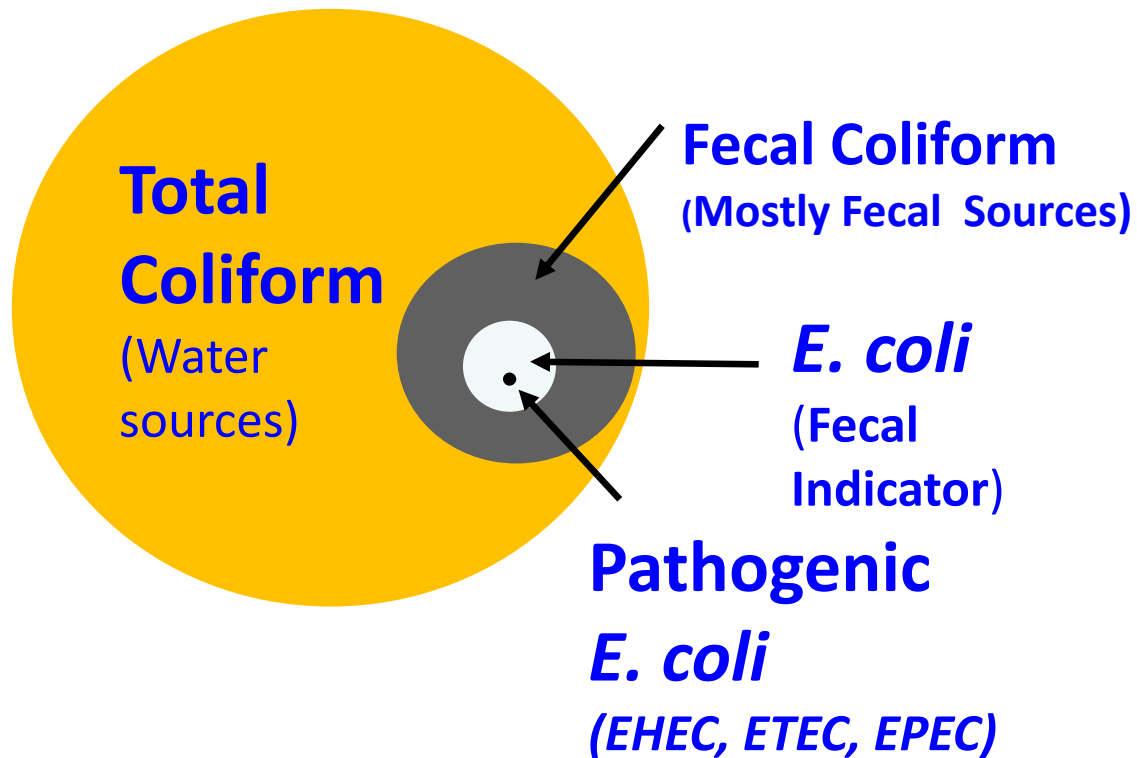 Total
Coliform
(Water
sources)
Fecal Coliform
(Mostly Fecal Sources)
E. coli
(Fecal
Indicator)
Pathogenic
E. coli
(EHEC, ETEC, EPEC)